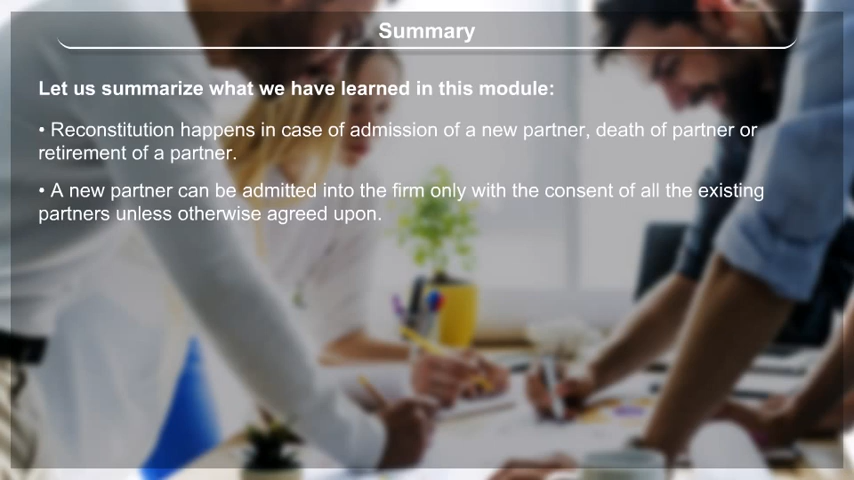 Summary
Let us summarize what we have learned in this module:
• Reconstitution happens in case of admission of a new partner, death of partner or
retirement of a partner.
• A new partner can be admitted into the firm only with the consent of all the existing
partners unless otherwise agreed upon.